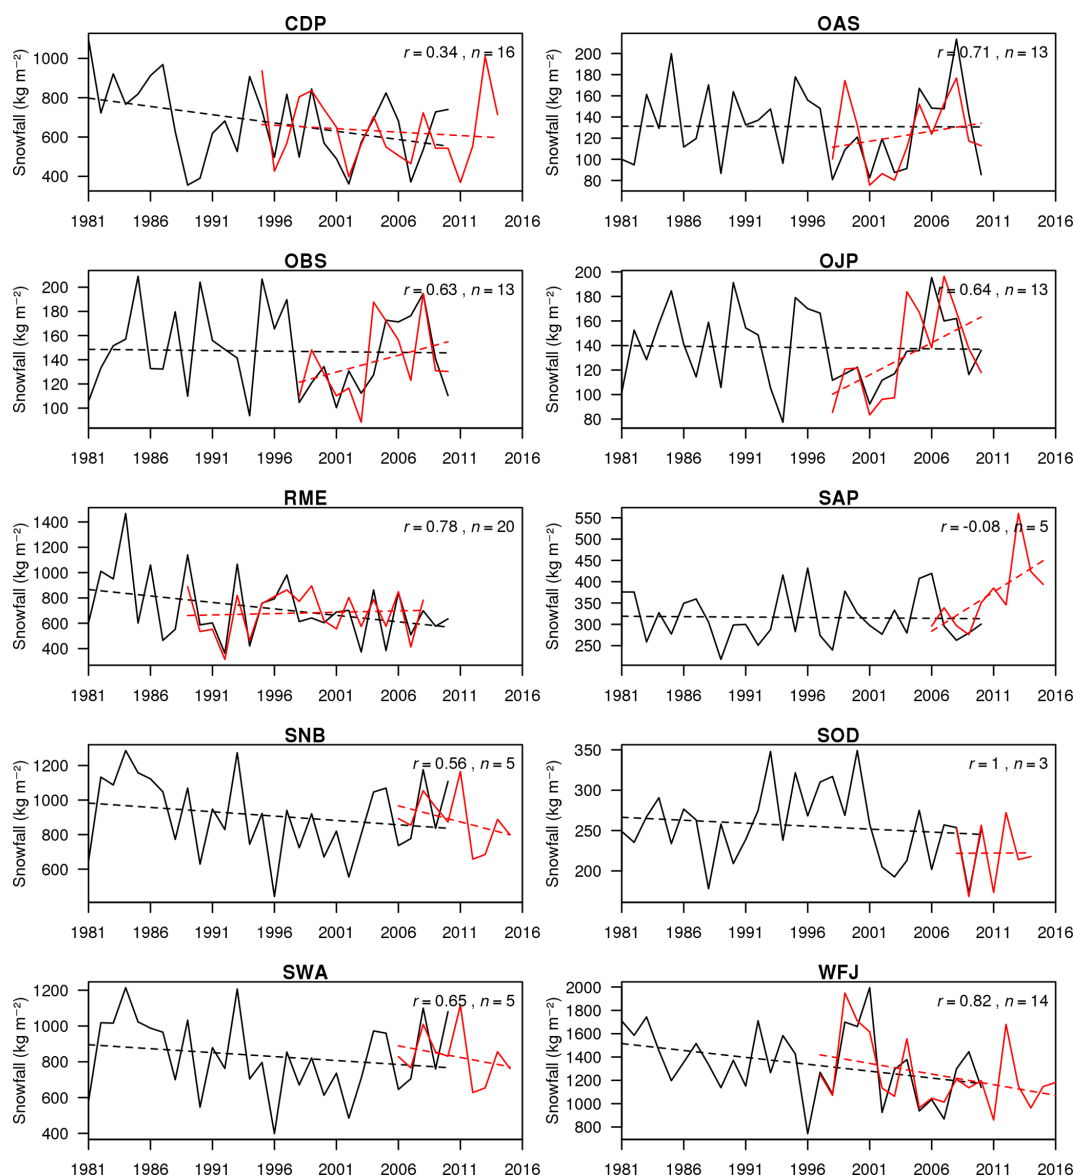 CDP
Snowfall (kg m⁻²)
r = 0.34 , n = 16
1000
800
600
400
1981 1986 1991 1996 2001 2006 2011 2016
OAS
Snowfall (kg m⁻²)
r = 0.71 , n = 13
200
180
160
140
120
100
80
1981 1986 1991 1996 2001 2006 2011 2016
OBS
Snowfall (kg m⁻²)
r = 0.63 , n = 13
200
180
160
140
120
100
1981 1986 1991 1996 2001 2006 2011 2016
OJP
Snowfall (kg m⁻²)
r = 0.64 , n = 13
200
180
160
140
120
100
80
1981 1986 1991 1996 2001 2006 2011 2016
RME
Snowfall (kg m⁻²)
r = 0.78 , n = 20
1400
1200
1000
800
600
400
1981 1986 1991 1996 2001 2006 2011 2016
SAP
Snowfall (kg m⁻²)
r = -0.08 , n = 5
550
500
450
400
350
300
250
1981 1986 1991 1996 2001 2006 2011 2016
SNB
Snowfall (kg m⁻²)
r = 0.56 , n = 5
1200
1000
800
600
1981 1986 1991 1996 2001 2006 2011 2016
SOD
Snowfall (kg m⁻²)
r = 1 , n = 3
350
300
250
200
1981 1986 1991 1996 2001 2006 2011 2016
SWA
Snowfall (kg m⁻²)
r = 0.65 , n = 5
1200
1000
800
600
400
1981 1986 1991 1996 2001 2006 2011 2016
WFJ
Snowfall (kg m⁻²)
r = 0.82 , n = 14
2000
1800
1600
1400
1200
1000
800
1981 1986 1991 1996 2001 2006 2011 2016